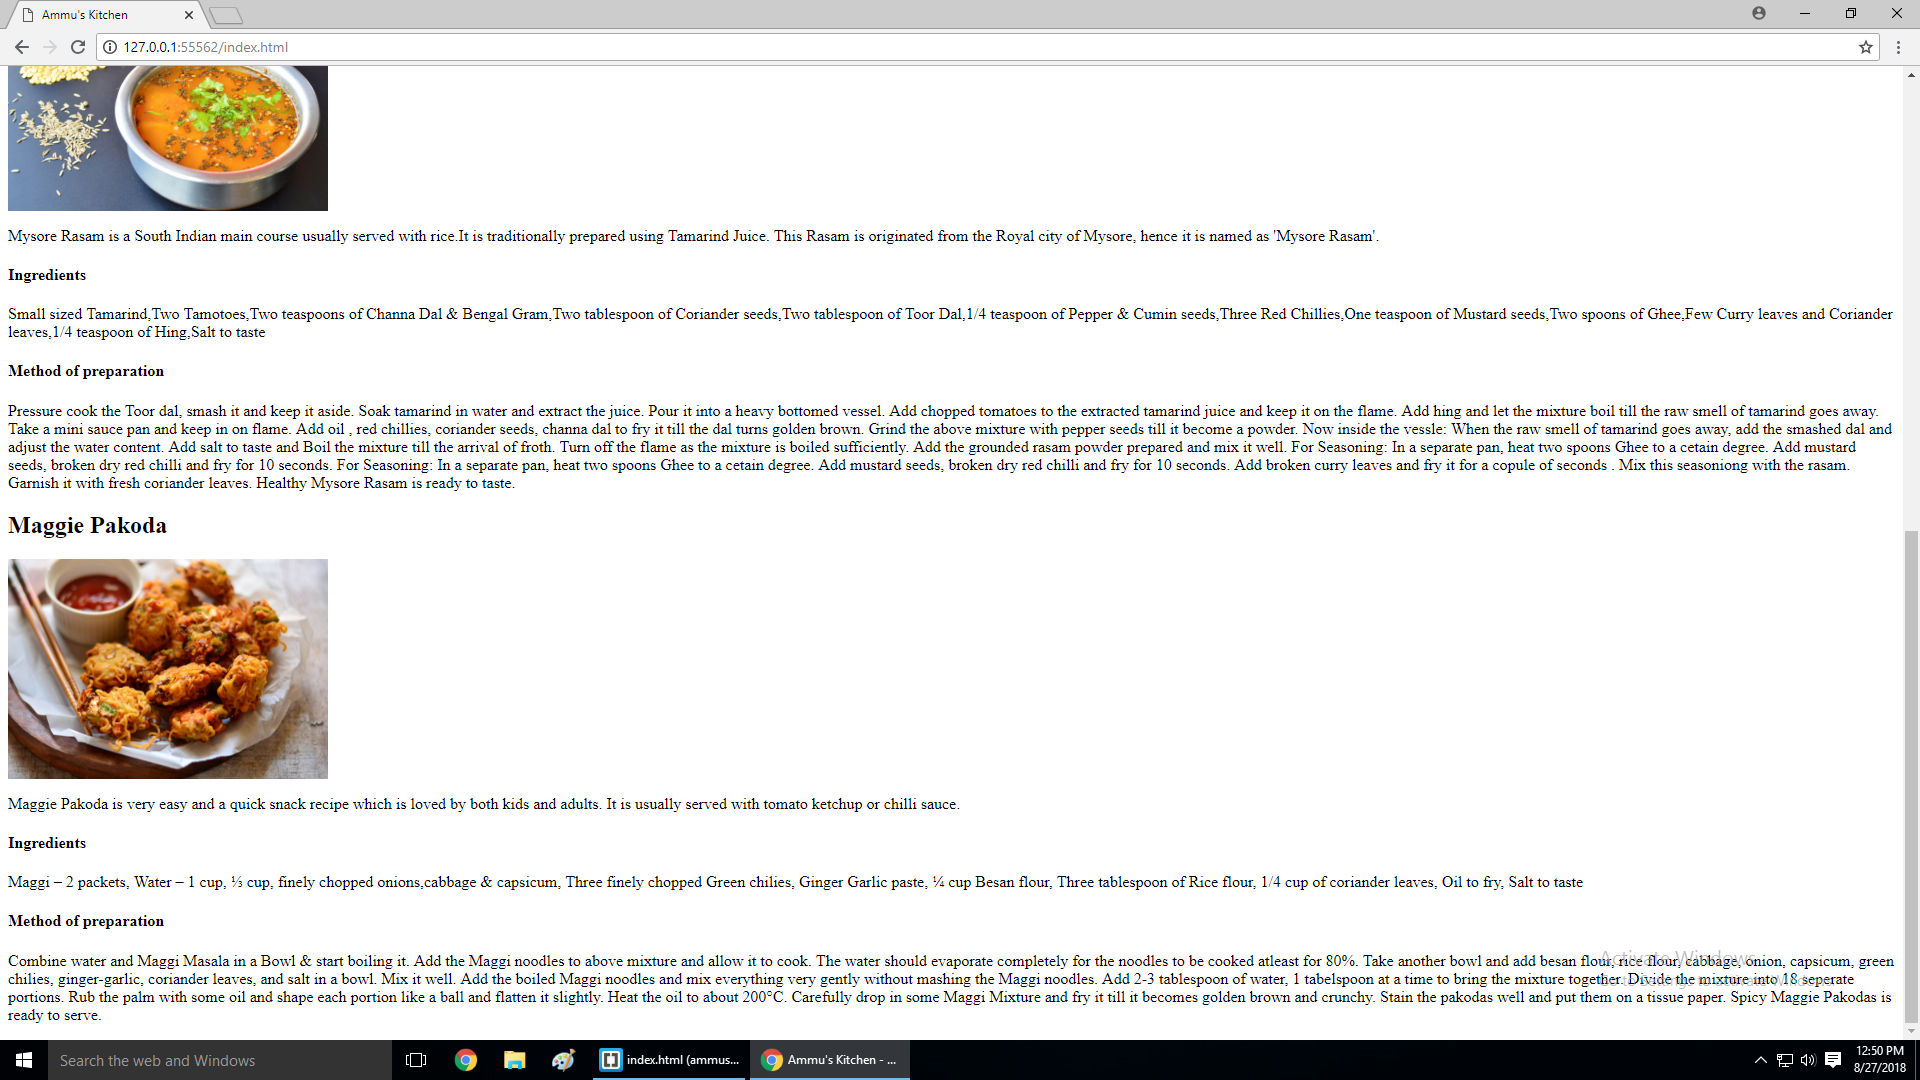 Ammu's Kitchen
127.0.0.1:55562/index.html
Mysore Rasam is a South Indian main course usually served with rice.It is traditionally prepared using Tamarind Juice. This Rasam is originated from the Royal city of Mysore, hence it is named as 'Mysore Rasam'.
Ingredients
Small sized Tamarind,Two Tamotoes,Two teaspoons of Channa Dal & Bengal Gram,Two tablespoon of Coriander seeds,Two tablespoon of Toor Dal,1/4 teaspoon of Pepper & Cumin seeds,Three Red Chillies,One teaspoon of Mustard seeds,Two spoons of Ghee,Few Curry leaves and Coriander
leaves,1/4 teaspoon of Hing,Salt to taste
Method of preparation
Pressure cook the Toor dal, smash it and keep it aside. Soak tamarind in water and extract the juice. Pour it into a heavy bottomed vessel. Add chopped tomatoes to the extracted tamarind juice and keep it on the flame. Add hing and let the mixture boil till the raw smell of tamarind goes away.
Take a mini sauce pan and keep in on flame. Add oil , red chillies, coriander seeds, channa dal to fry it till the dal turns golden brown. Grind the above mixture with pepper seeds till it become a powder. Now inside the vessle: When the raw smell of tamarind goes away, add the smashed dal and
adjust the water content. Add salt to taste and Boil the mixture till the arrival of froth. Turn off the flame as the mixture is boiled sufficiently. Add the grounded rasam powder prepared and mix it well. For Seasoning: In a separate pan, heat two spoons Ghee to a cetain degree. Add mustard
seeds, broken dry red chilli and fry for 10 seconds. For Seasoning: In a separate pan, heat two spoons Ghee to a cetain degree. Add mustard seeds, broken dry red chilli and fry for 10 seconds. Add broken curry leaves and fry it for a copule of seconds . Mix this seasoniong with the rasam.
Garnish it with fresh coriander leaves. Healthy Mysore Rasam is ready to taste.
Maggie Pakoda
Maggie Pakoda is very easy and a quick snack recipe which is loved by both kids and adults. It is usually served with tomato ketchup or chilli sauce.
Ingredients
Maggi – 2 packets, Water – 1 cup, ⅓ cup, finely chopped onions,cabbage & capsicum, Three finely chopped Green chilies, Ginger Garlic paste, ¼ cup Besan flour, Three tablespoon of Rice flour, 1/4 cup of coriander leaves, Oil to fry, Salt to taste
Method of preparation
Combine water and Maggi Masala in a Bowl & start boiling it. Add the Maggi noodles to above mixture and allow it to cook. The water should evaporate completely for the noodles to be cooked atleast for 80%. Take another bowl and add besan flour, rice flour, cabbage, onion, capsicum, green
chilies, ginger-garlic, coriander leaves, and salt in a bowl. Mix it well. Add the boiled Maggi noodles and mix everything very gently without mashing the Maggi noodles. Add 2-3 tablespoon of water, 1 tabelspoon at a time to bring the mixture together. Divide the mixture into 18 seperate
portions. Rub the palm with some oil and shape each portion like a ball and flatten it slightly. Heat the oil to about 200°C. Carefully drop in some Maggi Mixture and fry it till it becomes golden brown and crunchy. Stain the pakodas well and put them on a tissue paper. Spicy Maggie Pakodas is
ready to serve.
Activate Windows
Go to Settings to activate Windows.
Search the web and Windows
index.html (ammus...
Ammu's Kitchen - ...
12:50 PM
8/27/2018